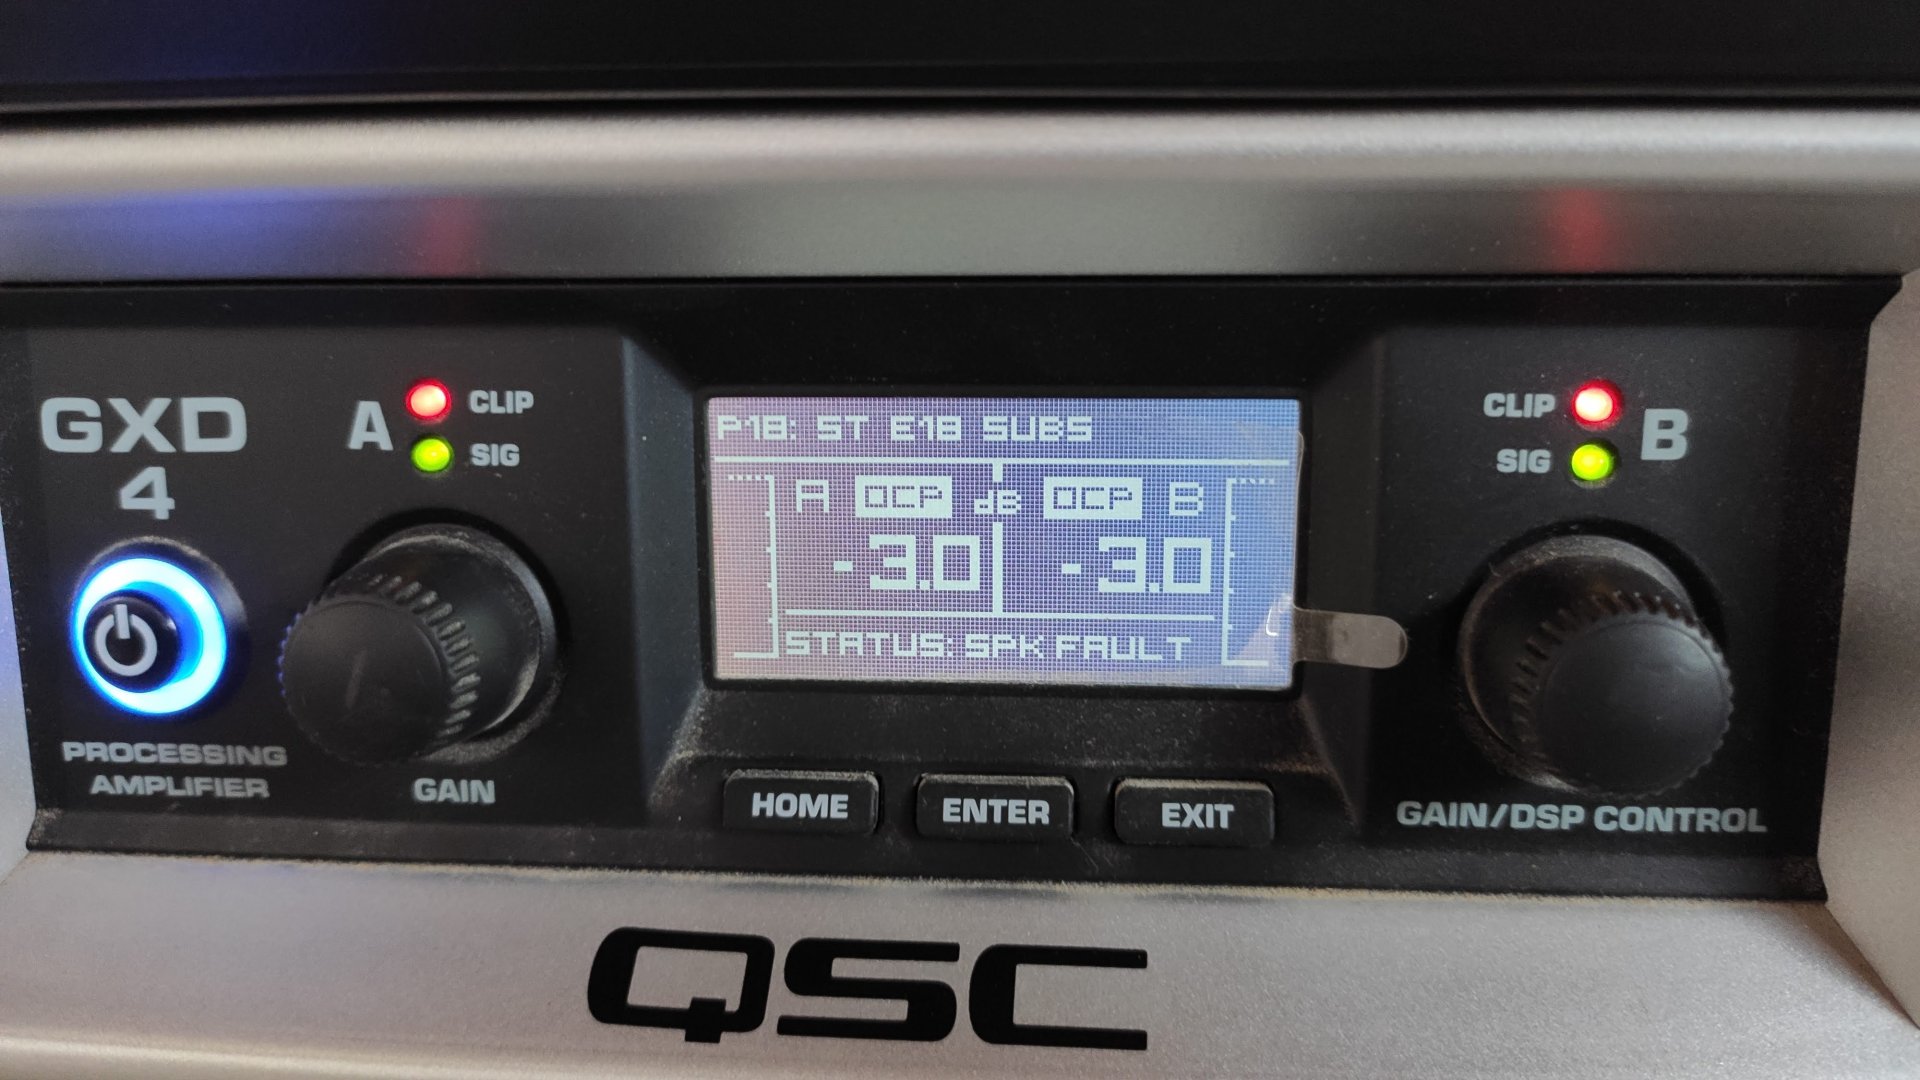 GXD
4
PROCESSING
AMPLIFIER
A
CLIP
SIG
GAIN
P18: ST E18 SUBS
A OCP dB OCP B
-3.0 -3.0
STATUS: SPK FAULT
HOME ENTER EXIT
CLIP
SIG
B
GAIN/DSP CONTROL
QSC